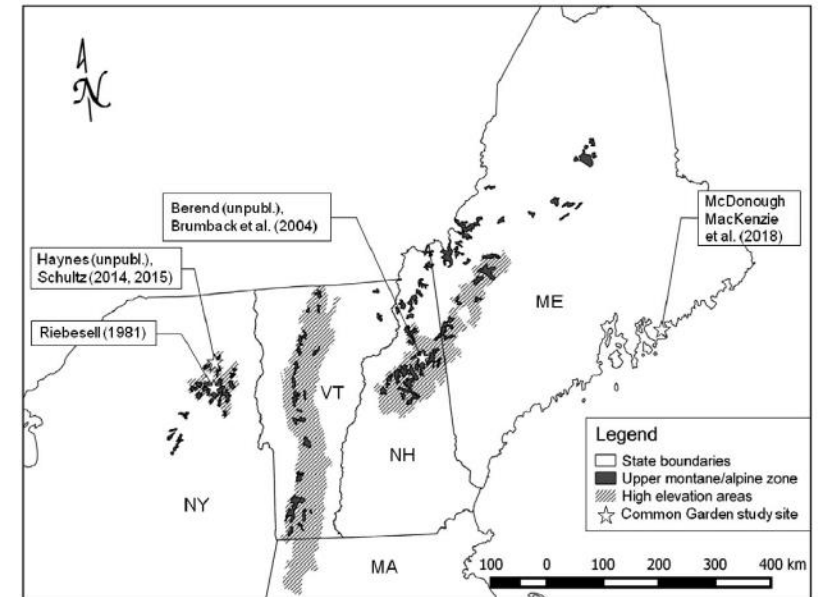 N
Berend (unpubl.),
Brumback et al. (2004)
McDonough
MacKenzie
et al. (2018)
Haynes (unpubl.),
Schultz (2014, 2015)
Riebesell (1981)
ME
VT
NH
NY
MA
Legend
State boundaries
Upper montane/alpine zone
High elevation areas
Common Garden study site
100 0 100 200 300 400 km